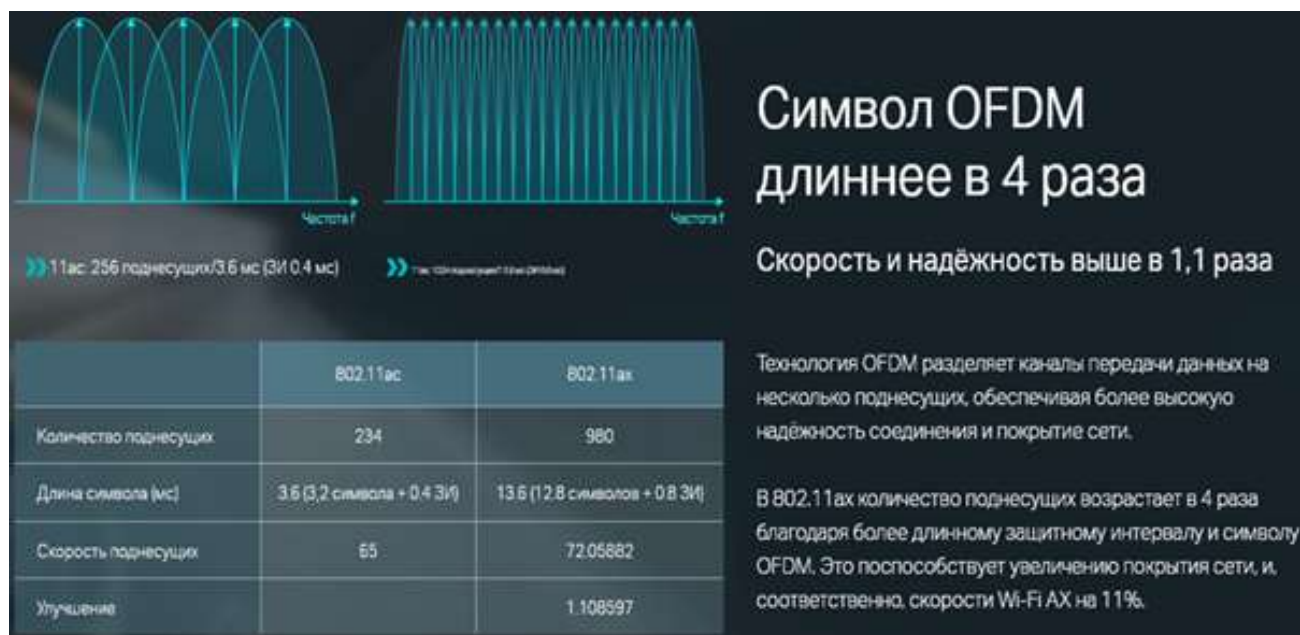 Частота f
Частота f
11ac: 256 поднесущих/3.6 мс (ЗИ 0.4 мс)
Символ OFDM
длиннее в 4 раза
Скорость и надёжность выше в 1,1 раза
802.11ac
802.11ax
Количество поднесущих
234
980
Длина символа (мс)
3.6 (3,2 символа + 0.4 ЗИ)
13.6 (12.8 символов + 0.8 ЗИ)
Скорость поднесущих
65
72.05882
Улучшение
1.108597
Технология OFDM разделяет каналы передачи данных на
несколько поднесущих, обеспечивая более высокую
надёжность соединения и покрытие сети.
В 802.11ax количество поднесущих возрастает в 4 раза
благодаря более длинному защитному интервалу и символу
OFDM. Это поспособствует увеличению покрытия сети, и,
соответственно, скорости Wi-Fi AX на 11%.